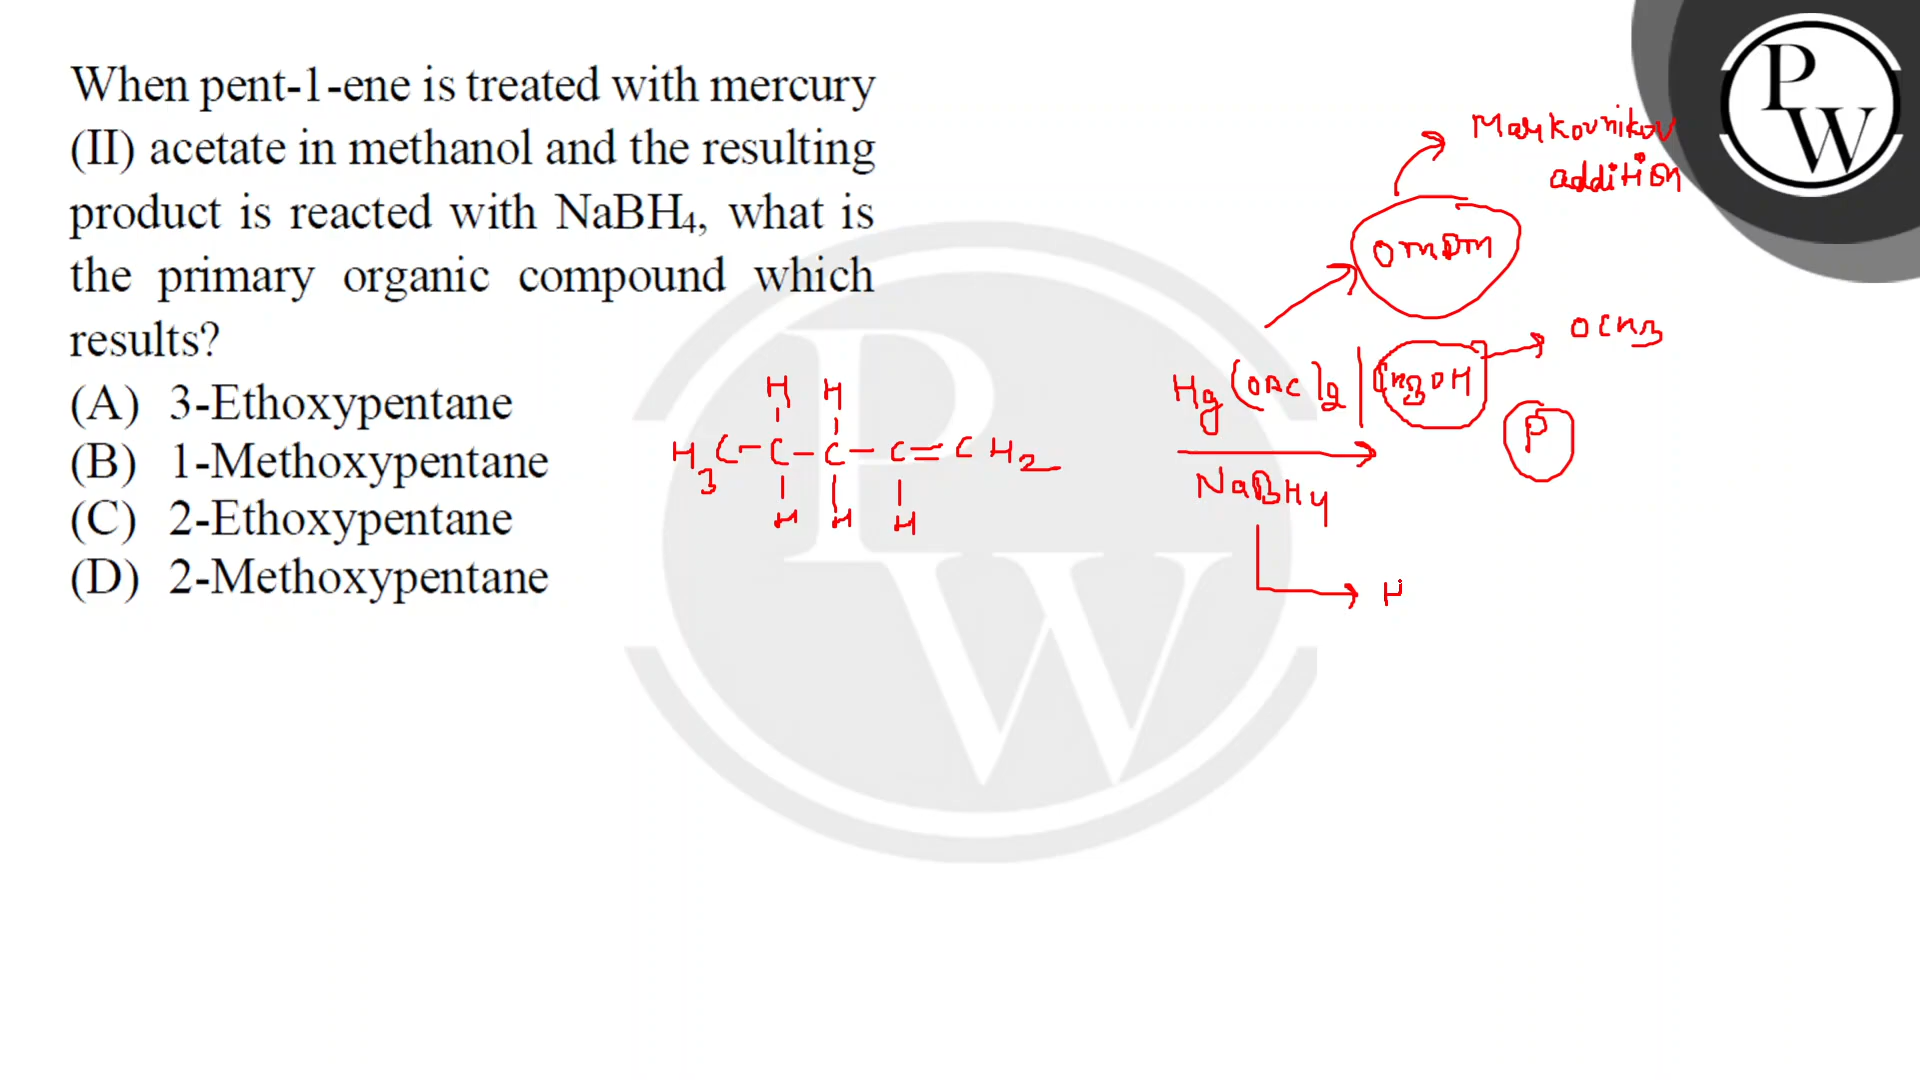 When pent-1-ene is treated with mercury
(II) acetate in methanol and the resulting
product is reacted with NaBH₄, what is
the primary organic compound which
results?
(A) 3-Ethoxypentane
(B) 1-Methoxypentane
(C) 2-Ethoxypentane
(D) 2-Methoxypentane
H H
H₃C-C-C-C=CH₂
H H H
Markovnikov
addition
OMDM
OCH₃
Hg(OAC)₂|CH₃OH
P
NaBH₄
H
P
W
P
W